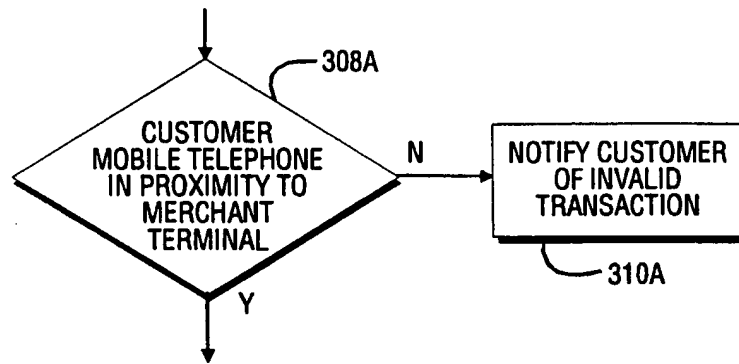 308A
CUSTOMER
MOBILE TELEPHONE
IN PROXIMITY TO
MERCHANT
TERMINAL
N
NOTIFY CUSTOMER
OF INVALID
TRANSACTION
310A
Y